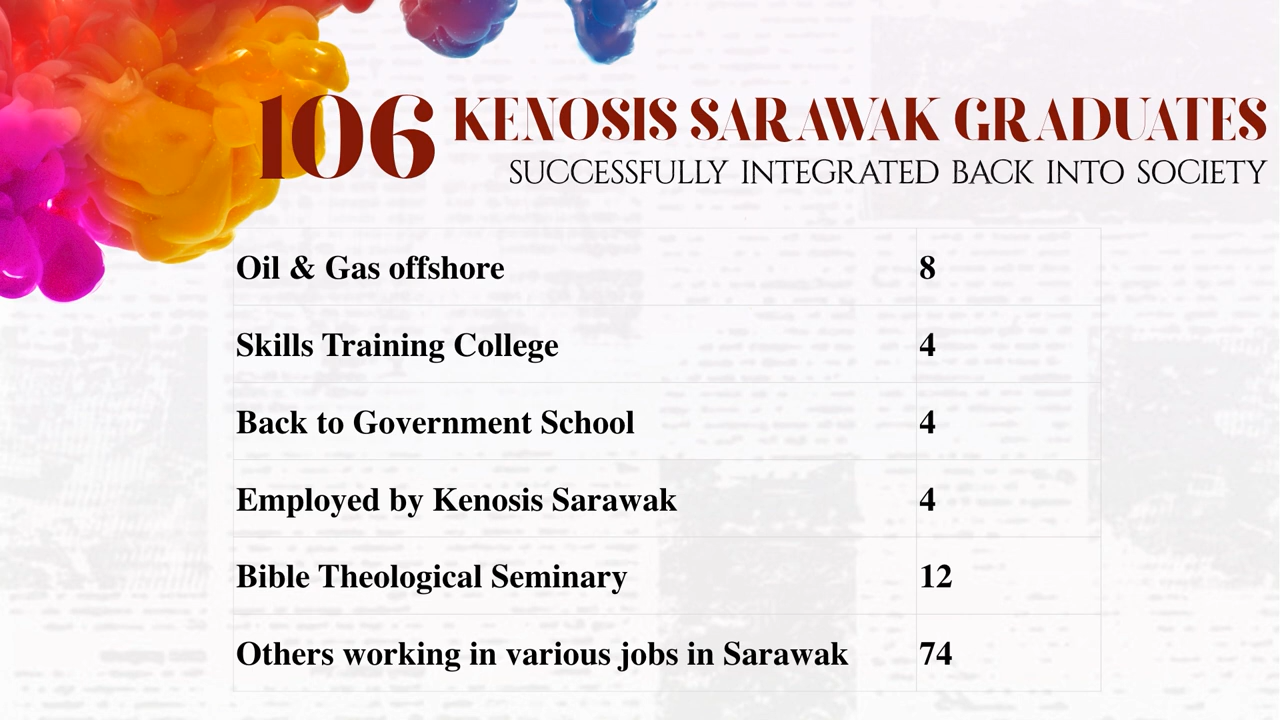 106 KENOSIS SARAWAK GRADUATES
SUCCESSFULLY INTEGRATED BACK INTO SOCIETY
Oil & Gas offshore 8
Skills Training College 4
Back to Government School 4
Employed by Kenosis Sarawak 4
Bible Theological Seminary 12
Others working in various jobs in Sarawak 74